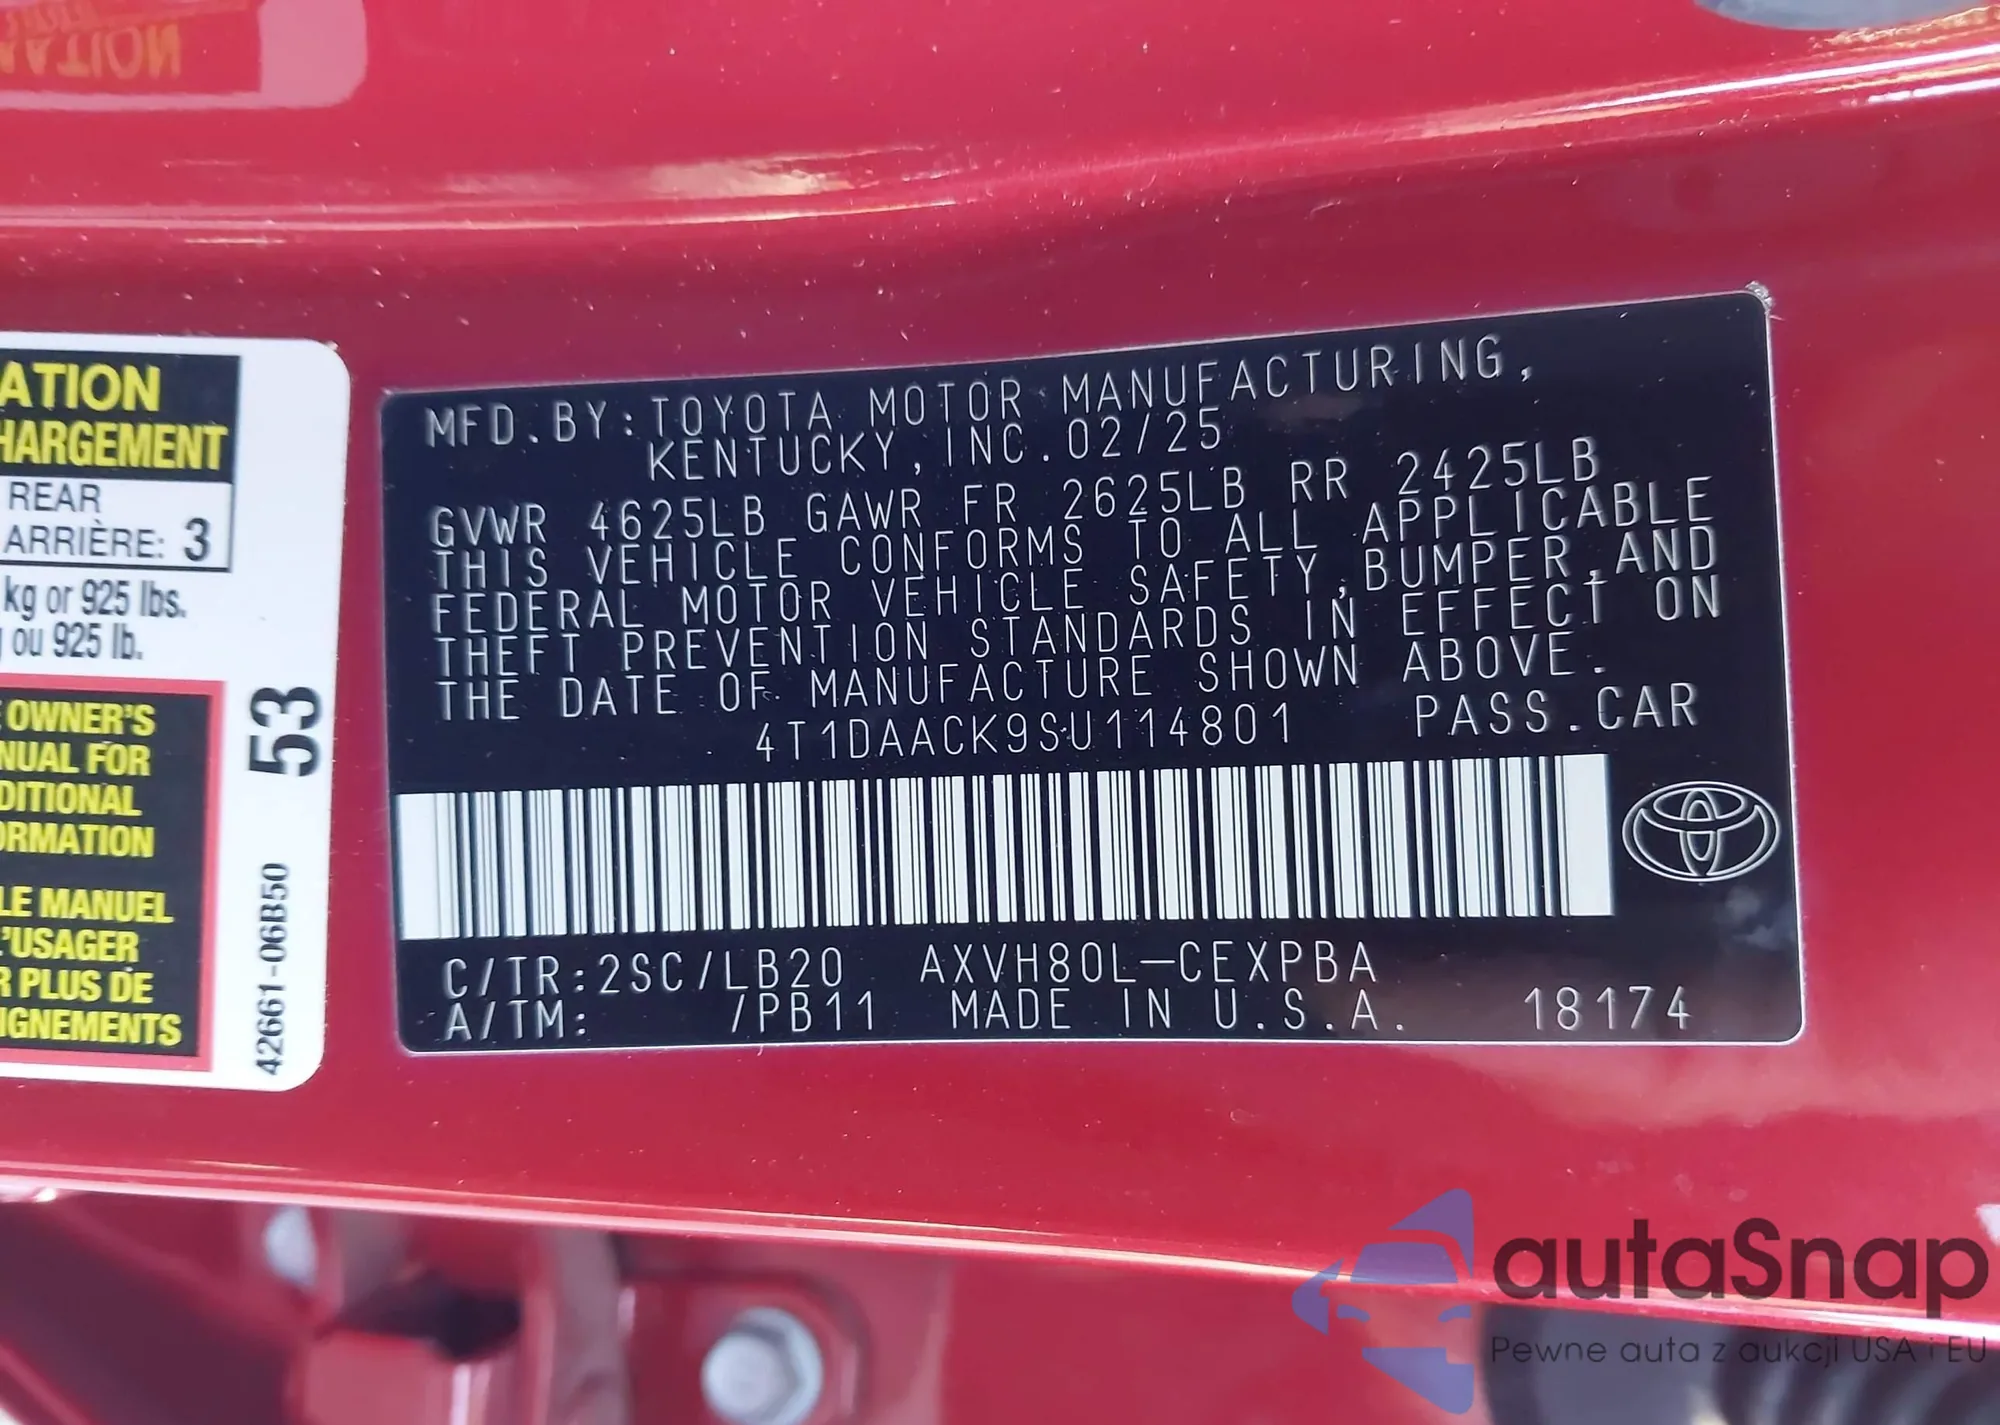 ATION
HARGEMENT
REAR
ARRIÈRE: 3
kg or 925 lbs.
ou 925 lb.
OWNER'S
NUAL FOR
DITIONAL
ORMATION
LE MANUEL
'USAGER
R PLUS DE
IGNEMENTS
53
42661-06B50
MFD.BY:TOYOTA MOTOR MANUFACTURING,
KENTUCKY,INC.02/25
GVWR 4625LB GAWR FR 2625LB RR 2425LB
THIS VEHICLE CONFORMS TO ALL APPLICABLE
FEDERAL MOTOR VEHICLE SAFETY,BUMPER,AND
THEFT PREVENTION STANDARDS IN EFFECT ON
THE DATE OF MANUFACTURE SHOWN ABOVE.
4T1DAACK9SU114801 PASS.CAR
C/TR:2SC/LB20 AXVH80L-CEXPBA
A/TM: /PB11 MADE IN U.S.A. 18174
autaSnap
Pewne auta z aukcji USA i EU